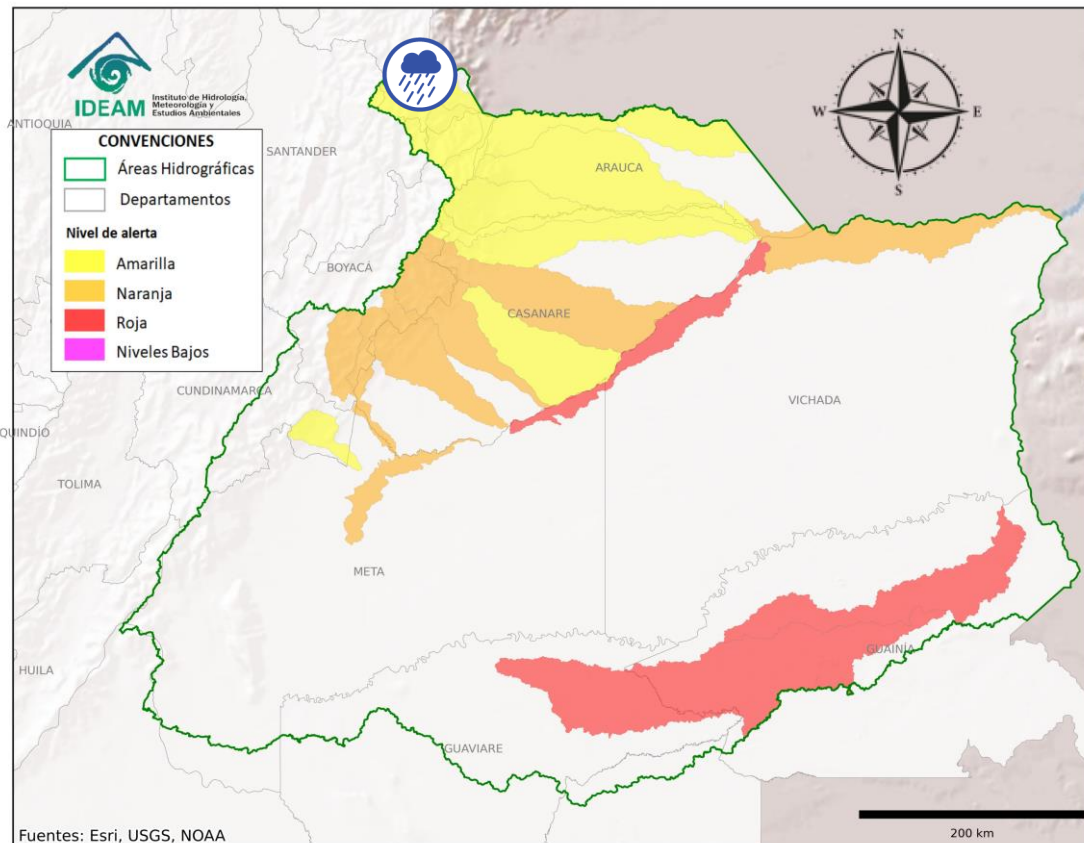 IDEAM
Instituto de Hidrología,
Meteorología y
Estudios Ambientales
CONVENCIONES
Áreas Hidrográficas
Departamentos
Nivel de alerta
Amarilla
Naranja
Roja
Niveles Bajos
N
W
E
S
ANTIOQUIA
SANTANDER
ARAUCA
BOYACÁ
CASANARE
CUNDINAMARCA
VICHADA
QUINDÍO
TOLIMA
META
HUILA
GUAINÍA
GUAVIARE
Fuentes: Esri, USGS, NOAA
200 km